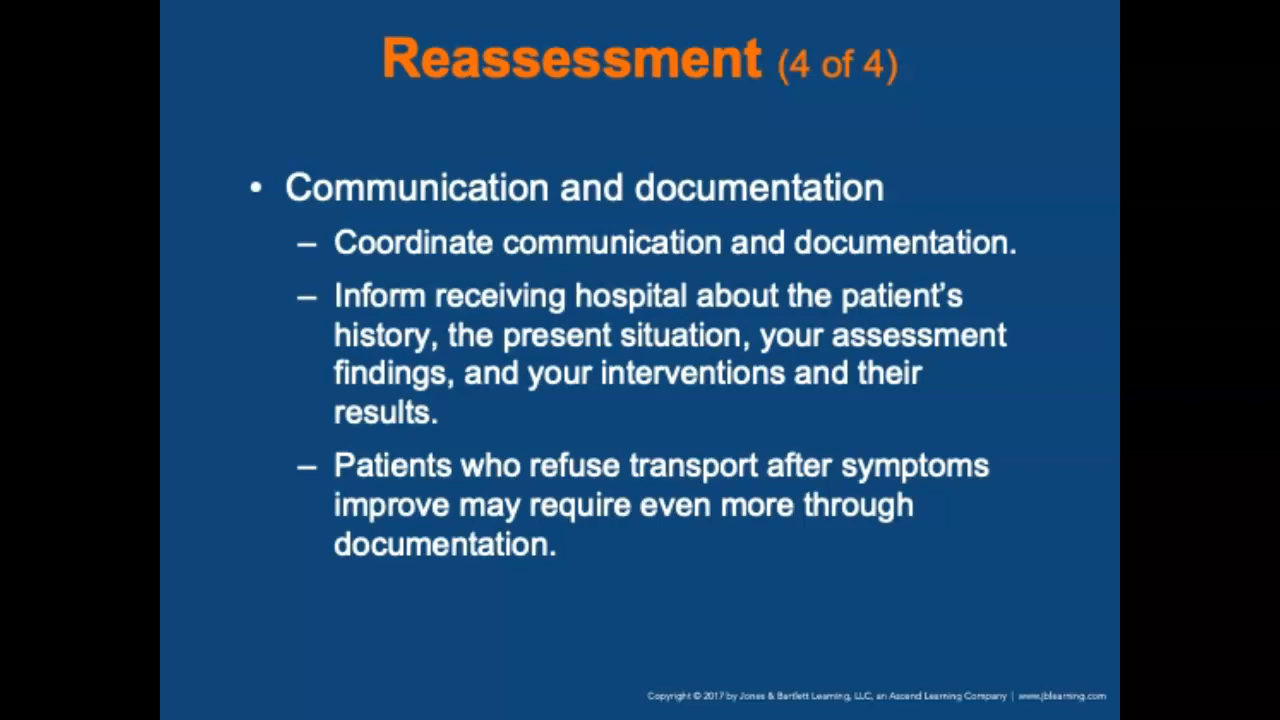 Reassessment (4 of 4)
• Communication and documentation
– Coordinate communication and documentation.
– Inform receiving hospital about the patient's
history, the present situation, your assessment
findings, and your interventions and their
results.
– Patients who refuse transport after symptoms
improve may require even more through
documentation.
Copyright © 2017 by Jones & Bartlett Learning, LLC, an Ascend Learning Company | www.jblearning.com